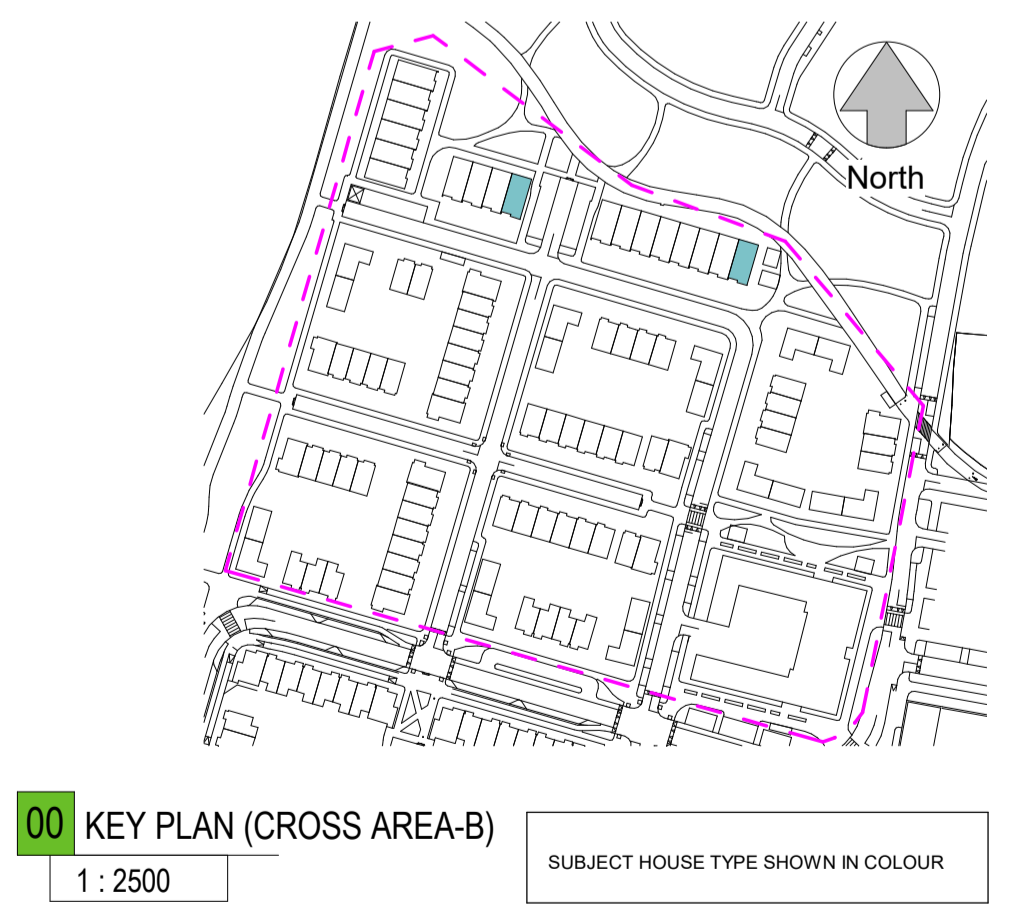 North
00 KEY PLAN (CROSS AREA-B)
1 : 2500
SUBJECT HOUSE TYPE SHOWN IN COLOUR